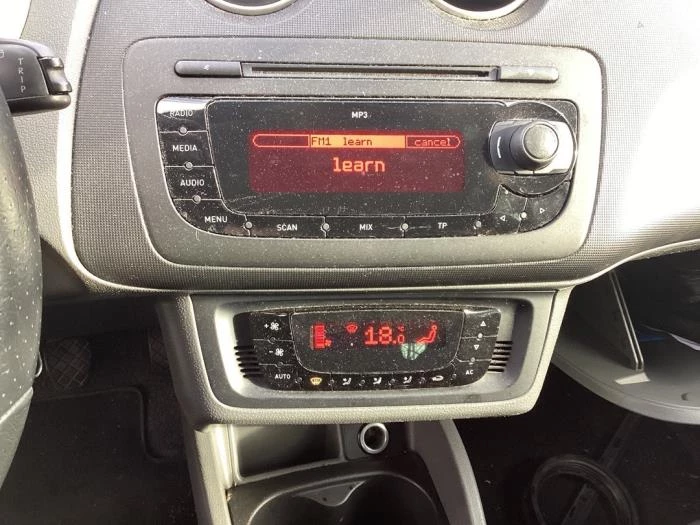 TRIP
MP3
RADIO
FM1 learn cancel
learn
MEDIA
AUDIO
MENU
SCAN
MIX
TP
18.0 °C
AUTO
AC